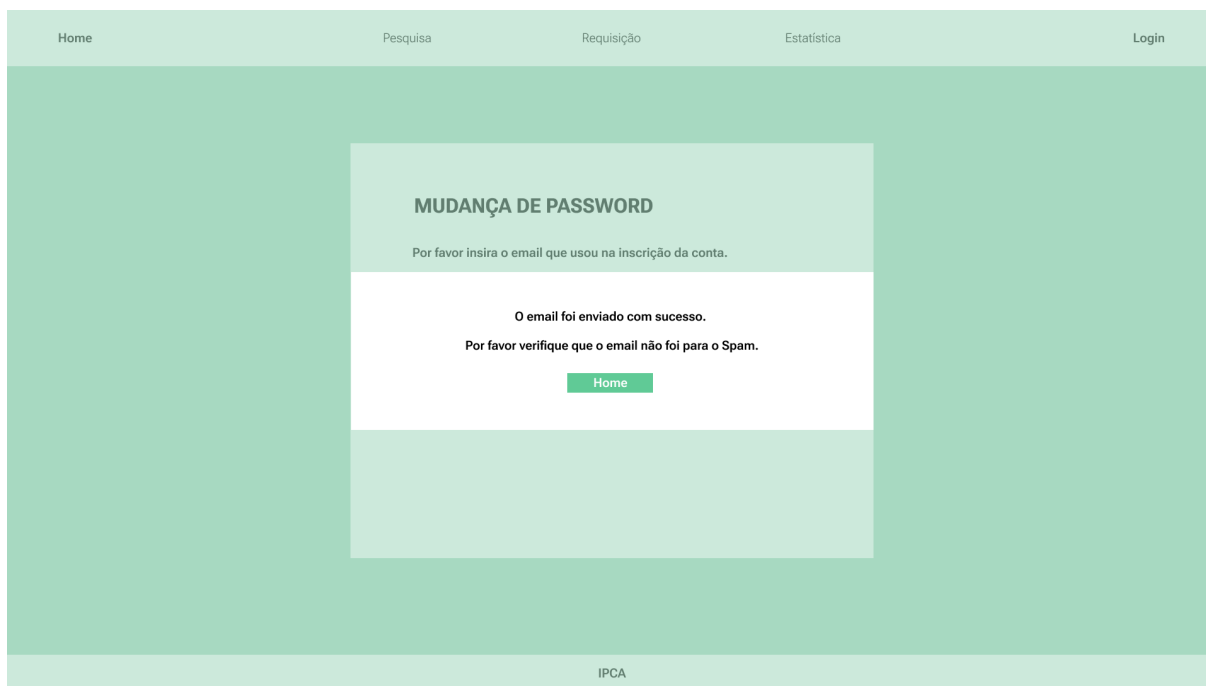 Home
Pesquisa
Requisição
Estatística
Login
MUDANÇA DE PASSWORD
Por favor insira o email que usou na inscrição da conta.
O email foi enviado com sucesso.
Por favor verifique que o email não foi para o Spam.
Home
IPCA